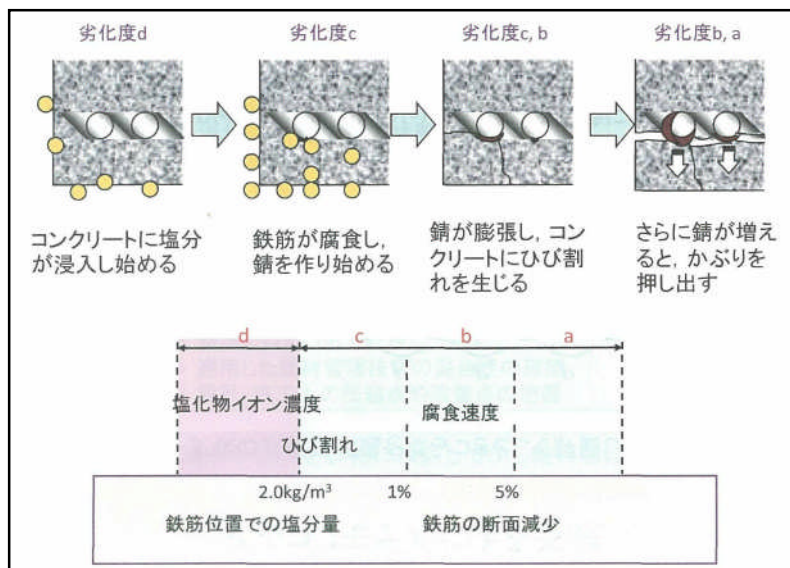 劣化度d
劣化度c
劣化度c, b
劣化度b, a
コンクリートに塩分
が浸入し始める
鉄筋が腐食し,
錆を作り始める
錆が膨張し, コン
クリートにひび割
れを生じる
さらに錆が増え
ると, かぶりを
押し出す
d
c
b
a
塩化物イオン濃度
腐食速度
ひび割れ
2.0kg/m³
1%
5%
鉄筋位置での塩分量
鉄筋の断面減少